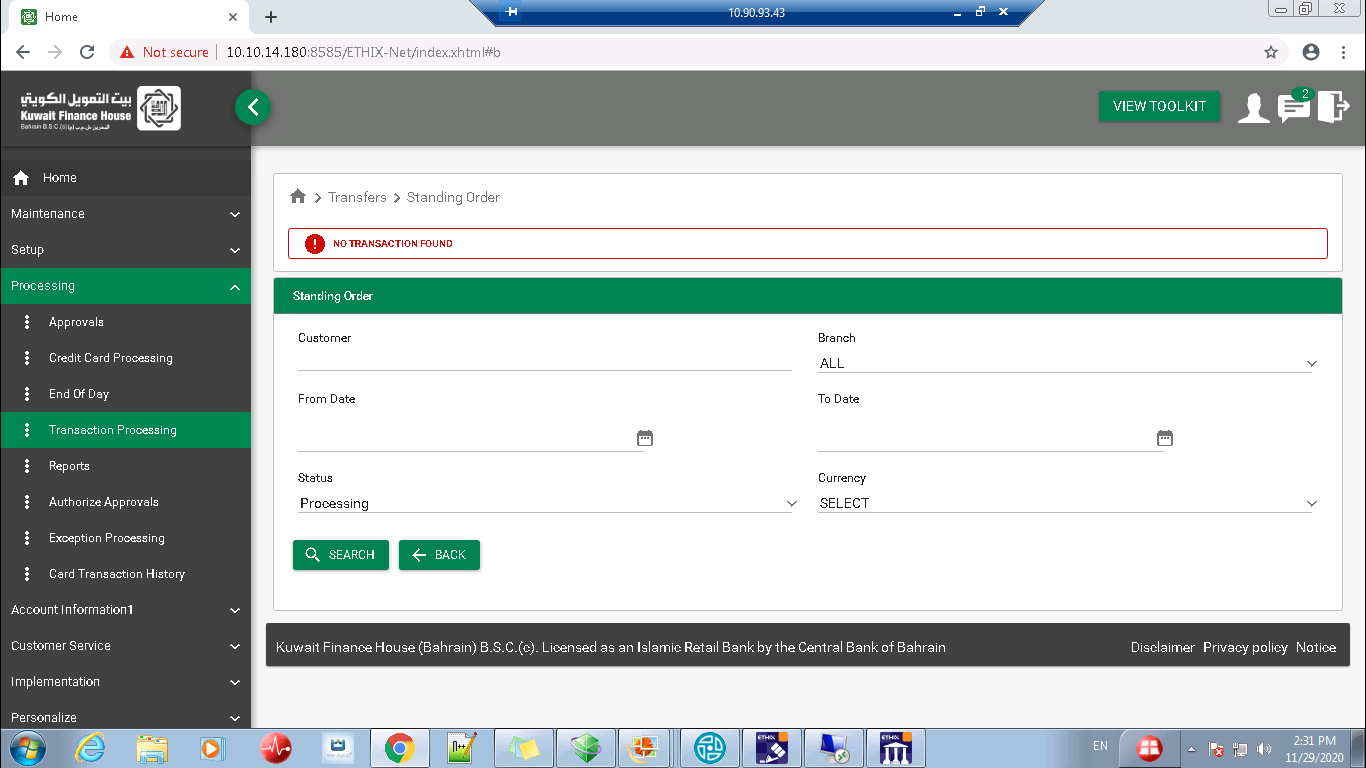 Home
10.90.93.43
Not secure
10.10.14.180:8585/ETHIX-Net/index.xhtml#b
بيت التمويل الكويتي
Kuwait Finance House
Bahrain B.S.C.(c)
VIEW TOOLKIT
2
Home
Maintenance
Setup
Processing
Approvals
Credit Card Processing
End Of Day
Transaction Processing
Reports
Authorize Approvals
Exception Processing
Card Transaction History
Account Information1
Customer Service
Implementation
Personalize
Transfers
Standing Order
NO TRANSACTION FOUND
Standing Order
Customer
Branch
ALL
From Date
To Date
Status
Currency
Processing
SELECT
SEARCH
BACK
Kuwait Finance House (Bahrain) B.S.C.(c). Licensed as an Islamic Retail Bank by the Central Bank of Bahrain
Disclaimer Privacy policy Notice
ETHIX
ETHIX
EN
2:31 PM
11/29/2020